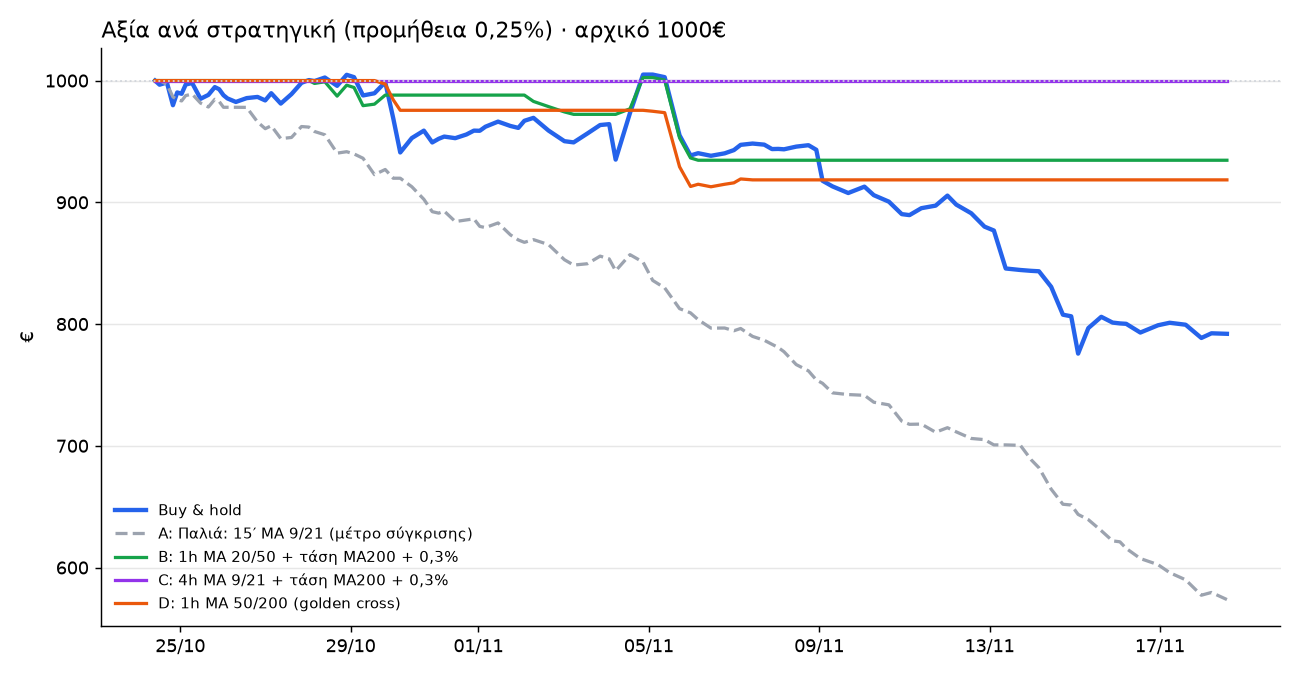 Αξία ανά στρατηγική (προμήθεια 0,25%) · αρχικό 1000€
1000
900
800
700
600
€
Buy & hold
A: Παλιά: 15′ MA 9/21 (μέτρο σύγκρισης)
B: 1h MA 20/50 + τάση MA200 + 0,3%
C: 4h MA 9/21 + τάση MA200 + 0,3%
D: 1h MA 50/200 (golden cross)
25/10
29/10
01/11
05/11
09/11
13/11
17/11